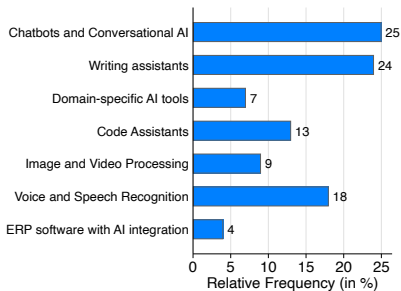 Chatbots and Conversational AI 25
Writing assistants 24
Domain-specific AI tools 7
Code Assistants 13
Image and Video Processing 9
Voice and Speech Recognition 18
ERP software with AI integration 4
0 5 10 15 20 25
Relative Frequency (in %)